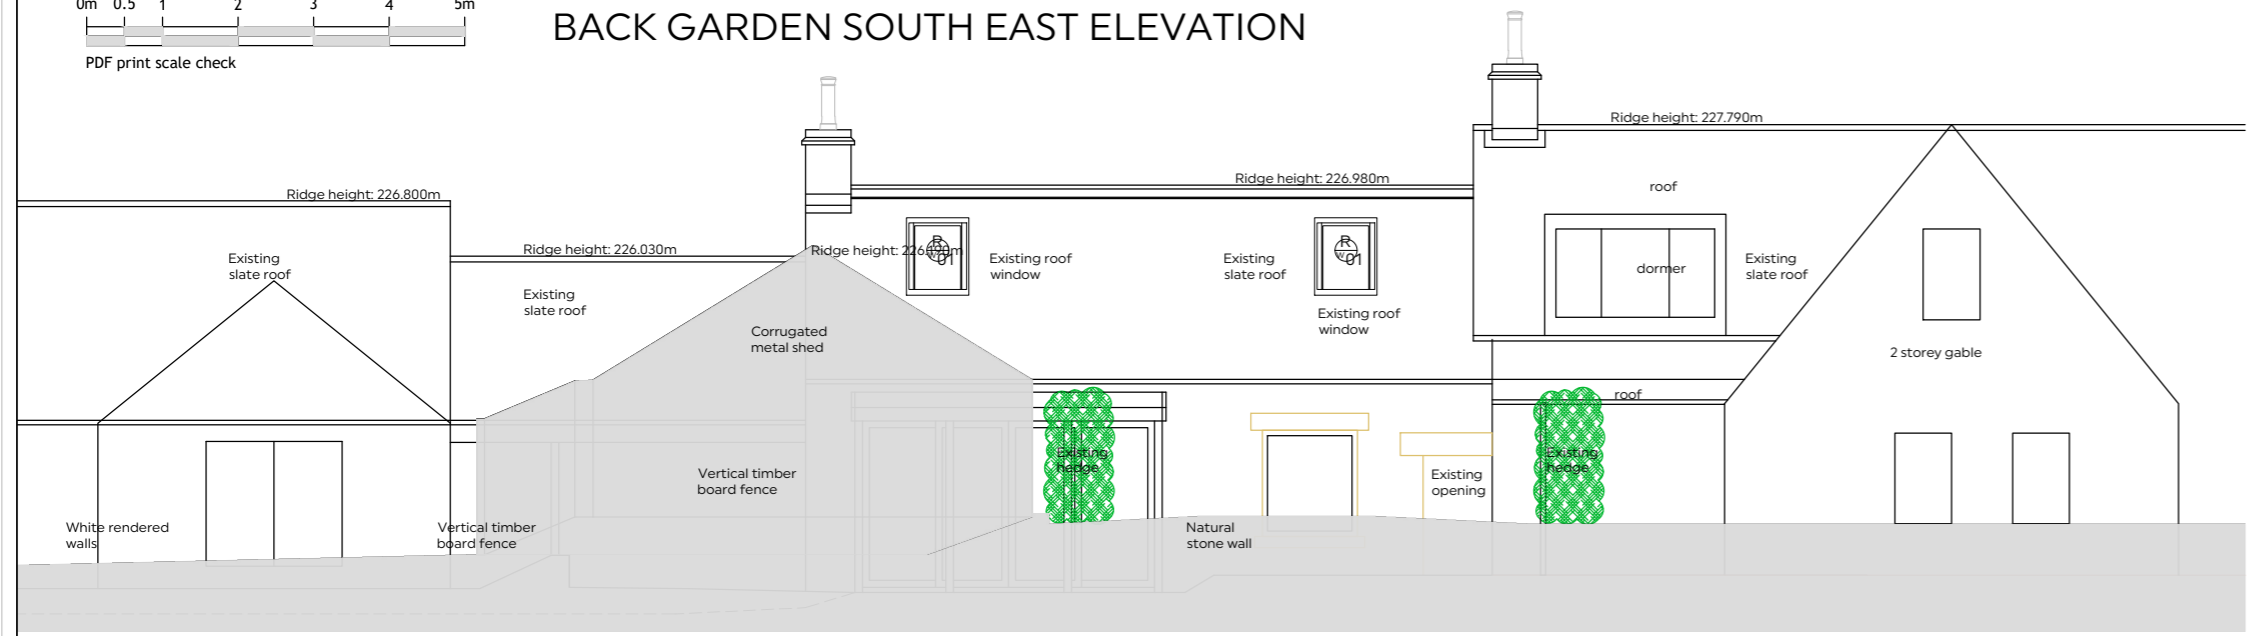 0m 0.5 1 2 3 4 5m
PDF print scale check
BACK GARDEN SOUTH EAST ELEVATION
Ridge height: 227.790m
Ridge height: 226.980m
Ridge height: 226.800m
roof
Ridge height: 226.030m
Ridge height:
R
W
01
R
W
01
Existing
slate roof
Existing roof
window
Existing
slate roof
dormer
Existing
slate roof
Existing
slate roof
Existing roof
window
Corrugated
metal shed
2 storey gable
roof
Existing
hedge
Existing
hedge
Vertical timber
board fence
Existing
opening
White rendered
walls
Vertical timber
board fence
Natural
stone wall